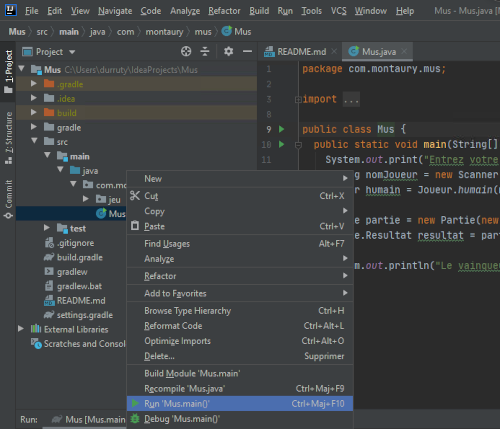 File Edit View Navigate Code Analyze Refactor Build Run Tools VCS Window Help Mus - Mus.java [
Mus src main java com montaury mus Mus
Project
README.md Mus.java
1: Project
Z: Structure
Commit
Mus C:\Users\durruty\IdeaProjects\Mus
.gradle
.idea
build
gradle
src
main
java
com.mo
jeu
Mus
test
.gitignore
build.gradle
gradlew
gradlew.bat
README.md
settings.gradle
External Libraries
Scratches and Consol
1 package com.montaury.mus;
2
3 import ...
8
9 public class Mus {
10 public static void main(String[]
11 System.out.print("Entrez votre
g nomJoueur = new Scanner
r humain = Joueur.humain(n
e partie = new Partie(new
e.Resultat resultat = part
m.out.println("Le vainqueu
New
Cut Ctrl+X
Copy
Paste Ctrl+V
Find Usages Alt+F7
Analyze
Refactor
Add to Favorites
Browse Type Hierarchy Ctrl+H
Reformat Code Ctrl+Alt+L
Optimize Imports Ctrl+Alt+O
Delete... Supprimer
Build Module 'Mus.main'
Recompile 'Mus.java' Ctrl+Maj+F9
Run 'Mus.main()' Ctrl+Maj+F10
Debug 'Mus.main()'
Run: Mus [Mus.main